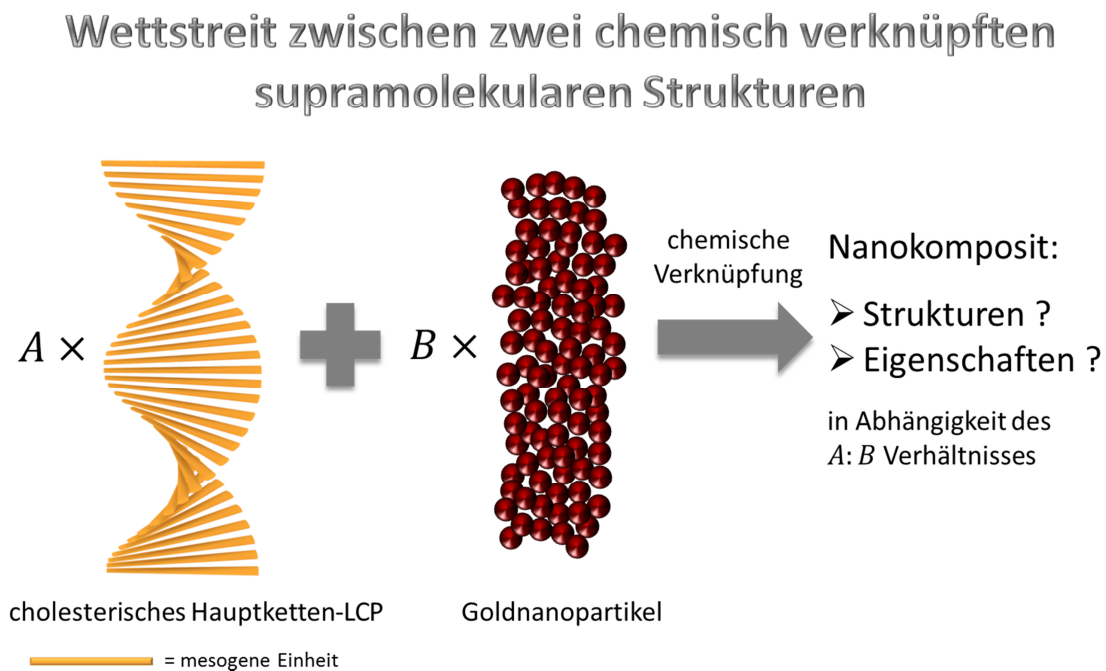 Wettstreit zwischen zwei chemisch verknüpften
supramolekularen Strukturen
A ×
B ×
chemische
Verknüpfung
Nanokomposit:
➢ Strukturen ?
➢ Eigenschaften ?
in Abhängigkeit des
A: B Verhältnisses
cholesterisches Hauptketten-LCP
Goldnanopartikel
= mesogene Einheit